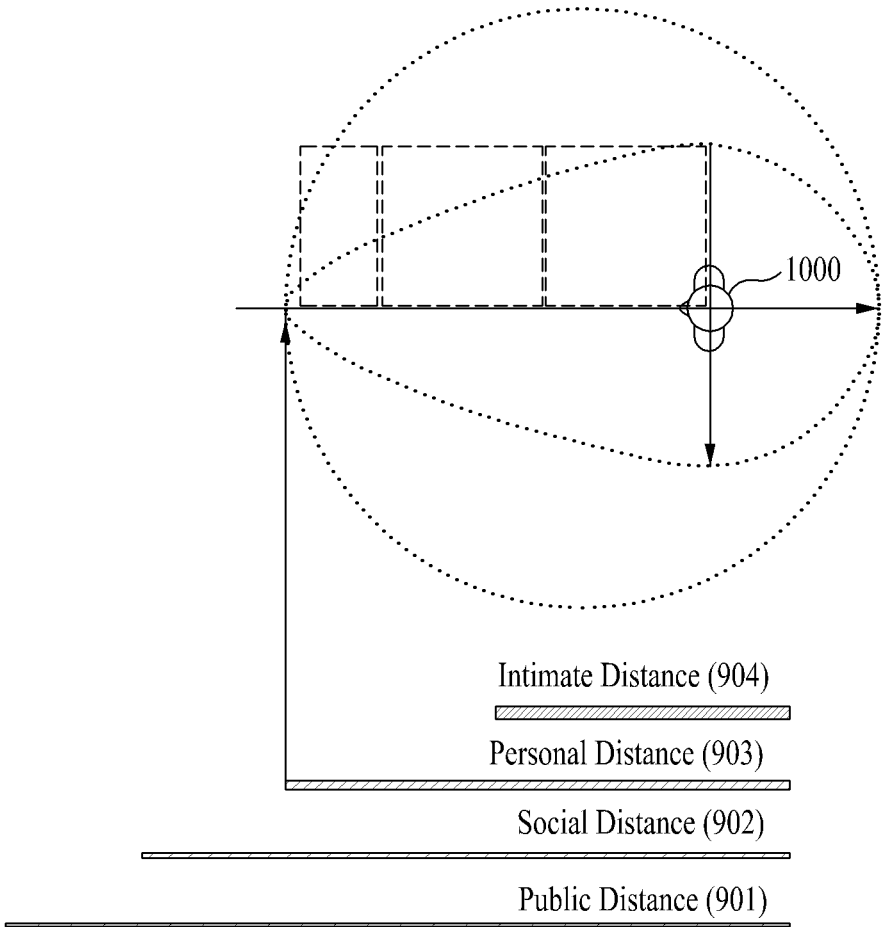 1000
Intimate Distance (904)
Personal Distance (903)
Social Distance (902)
Public Distance (901)